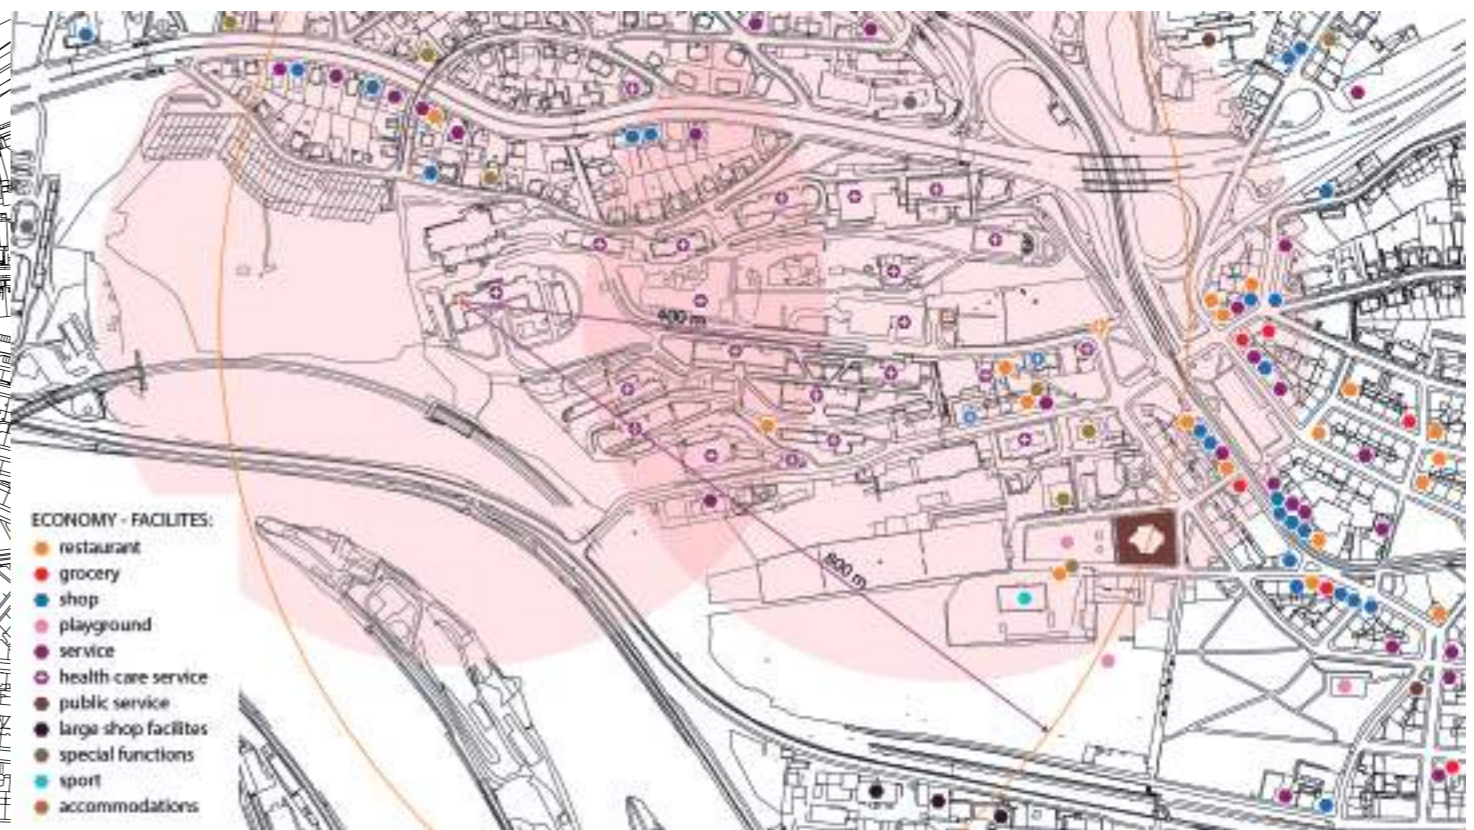 400 m
800 m
ECONOMY - FACILITES:
restaurant
grocery
shop
playground
service
health care service
public service
large shop facilites
special functions
sport
accommodations